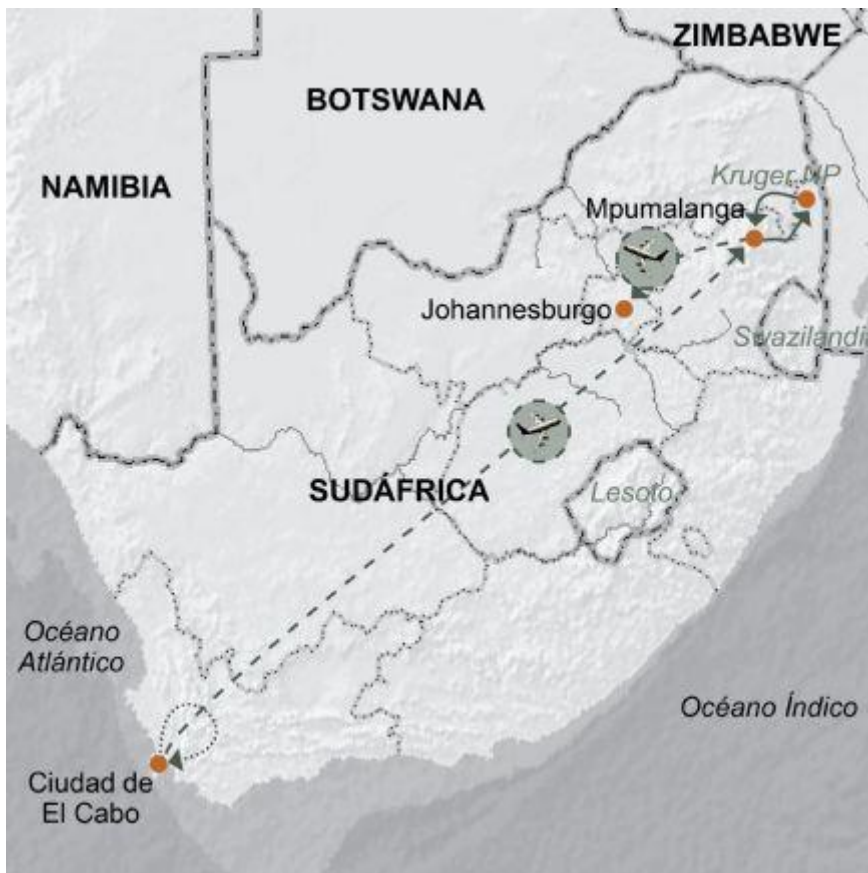 ZIMBABWE
BOTSWANA
NAMIBIA
Kruger NP
Mpumalanga
Johannesburgo
Swazilandia
SUDÁFRICA
Lesoto
Océano
Atlántico
Océano Índico
Ciudad de
El Cabo